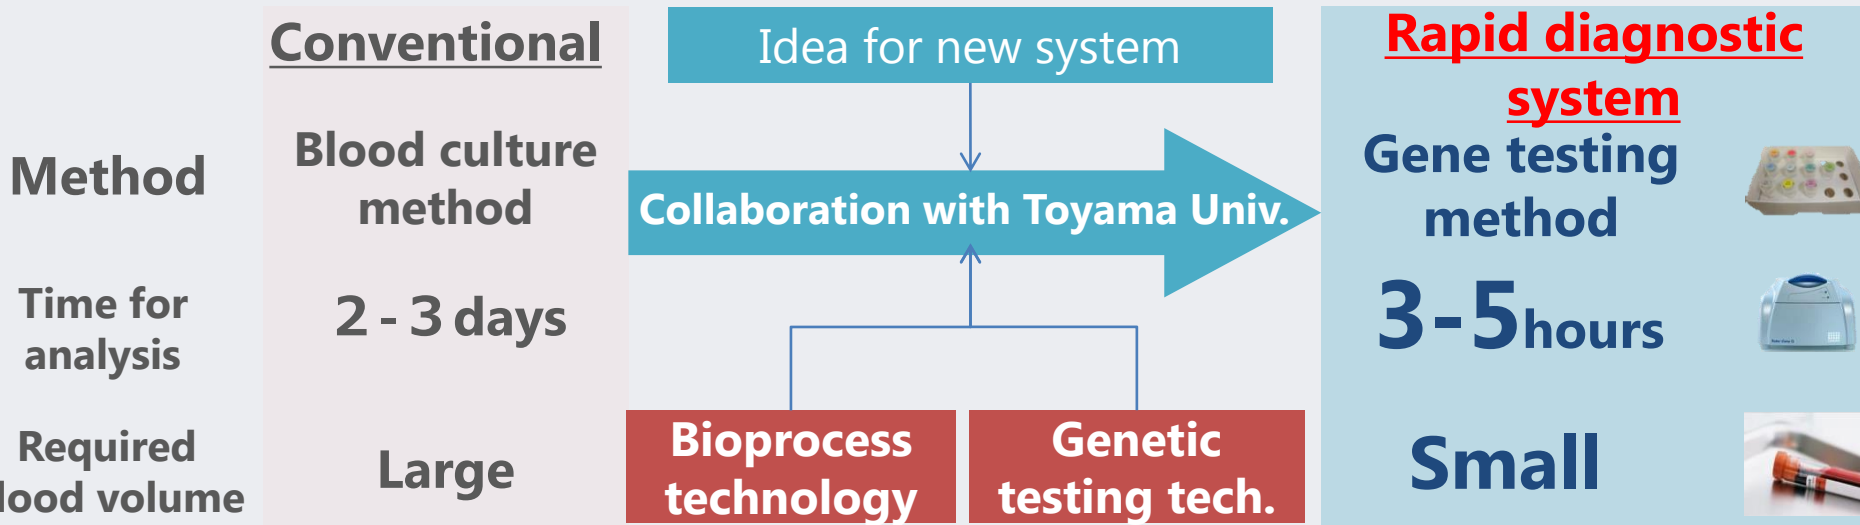 Conventional
Idea for new system
Rapid diagnostic
system
Method
Blood culture
method
Collaboration with Toyama Univ.
Gene testing
method
Time for
analysis
2 - 3 days
3-5hours
Required
lood volume
Large
Bioprocess
technology
Genetic
testing tech.
Small